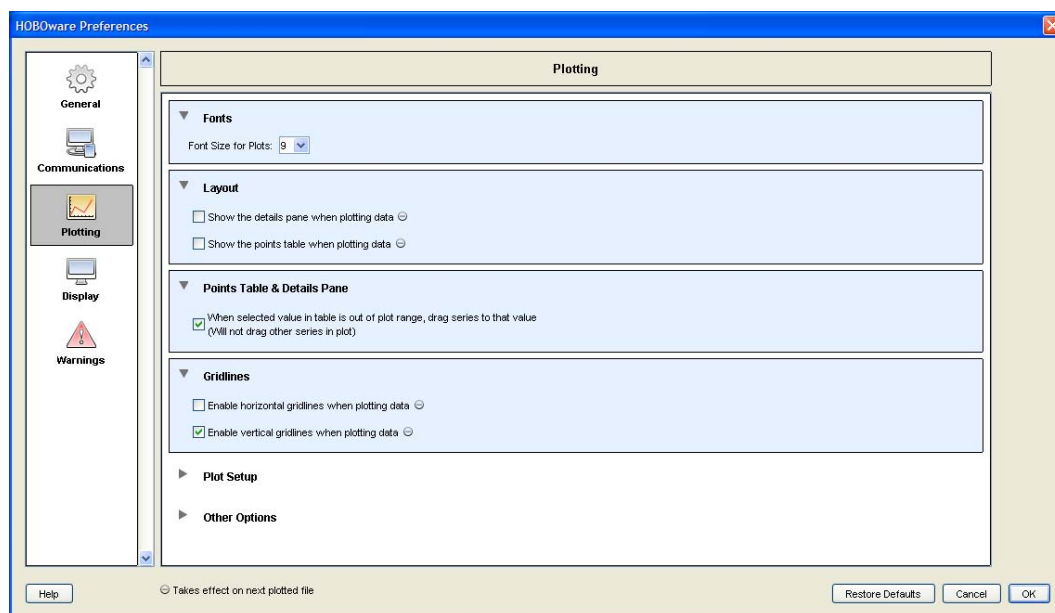 HOBOware Preferences
General
Communications
Plotting
Display
Warnings
Plotting
Fonts
Font Size for Plots: 9
Layout
Show the details pane when plotting data
Show the points table when plotting data
Points Table & Details Pane
When selected value in table is out of plot range, drag series to that value
(Will not drag other series in plot)
Gridlines
Enable horizontal gridlines when plotting data
Enable vertical gridlines when plotting data
Plot Setup
Other Options
Help
Takes effect on next plotted file
Restore Defaults
Cancel
OK